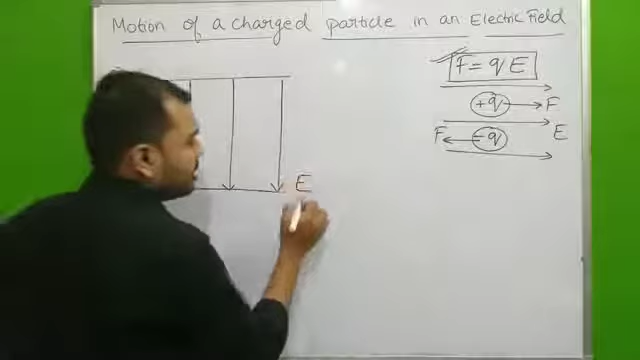 Motion of a charged particle in an Electric Field
F = qE
+q F
F -q E
E